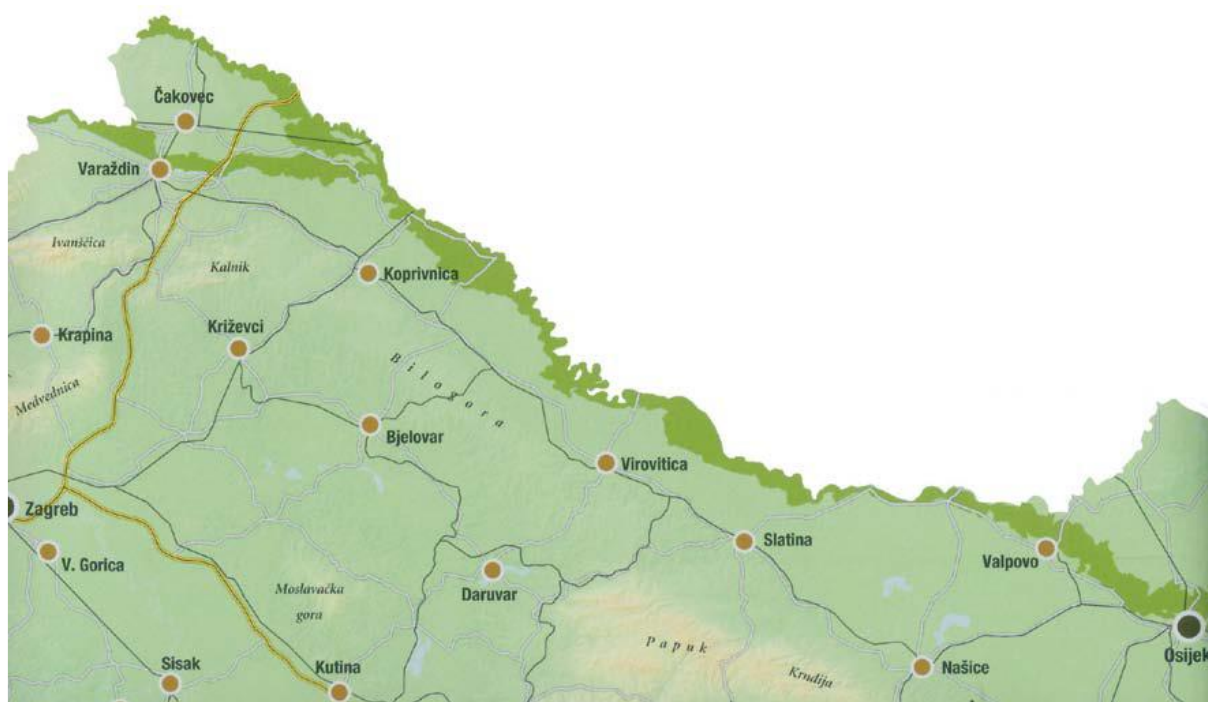 Čakovec
Varaždin
Ivanščica
Kalnik
Koprivnica
Krapina
Križevci
Bilogora
Medvednica
Bjelovar
Virovitica
Zagreb
Slatina
V. Gorica
Valpovo
Daruvar
Moslavačka
gora
Papuk
Osijek
Sisak
Kutina
Krndija
Našice